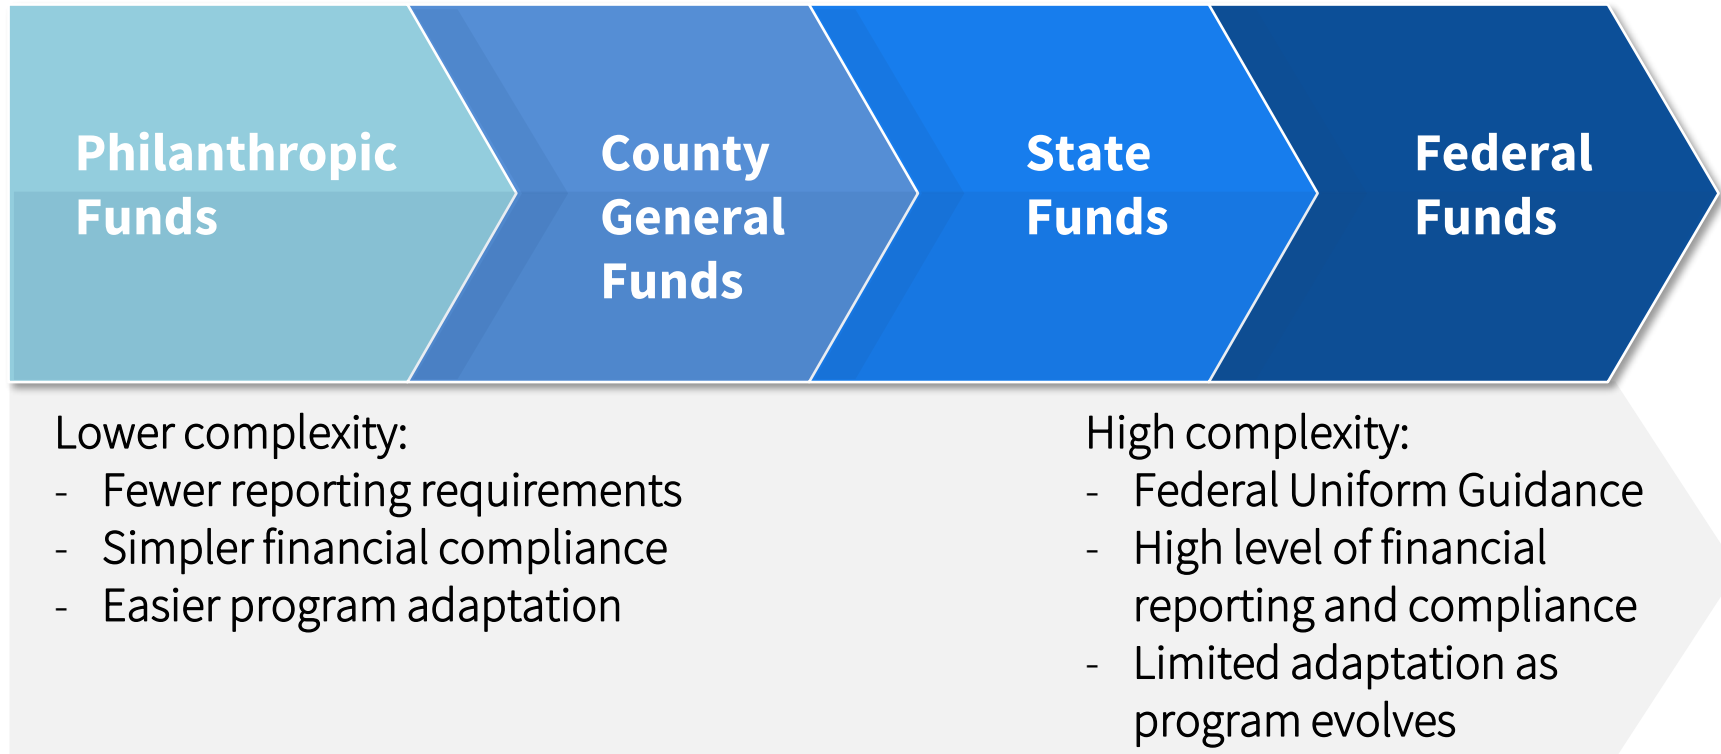 Philanthropic
Funds
County
General
Funds
State
Funds
Federal
Funds
Lower complexity:
- Fewer reporting requirements
- Simpler financial compliance
- Easier program adaptation
High complexity:
- Federal Uniform Guidance
- High level of financial
reporting and compliance
- Limited adaptation as
program evolves